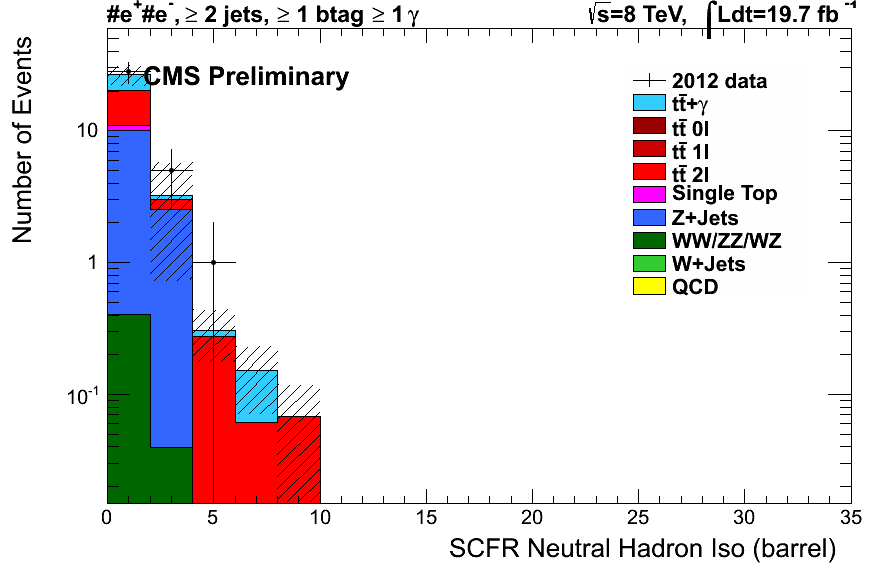 #e⁺#e⁻, ≥ 2 jets, ≥ 1 btag ≥ 1 γ √s=8 TeV, ∫Ldt=19.7 fb⁻¹
CMS Preliminary
2012 data
tt̄+γ
tt̄ 0l
tt̄ 1l
tt̄ 2l
Single Top
Z+Jets
WW/ZZ/WZ
W+Jets
QCD
Number of Events
10
1
10⁻¹
0 5 10 15 20 25 30 35
SCFR Neutral Hadron Iso (barrel)